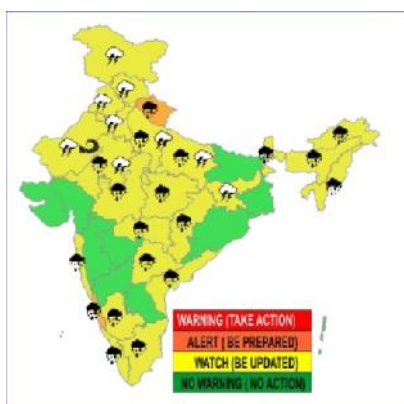 WARNING (TAKE ACTION)
ALERT ( BE PREPARED)
WATCH (BE UPDATED)
NO WARNING ( NO ACTION)